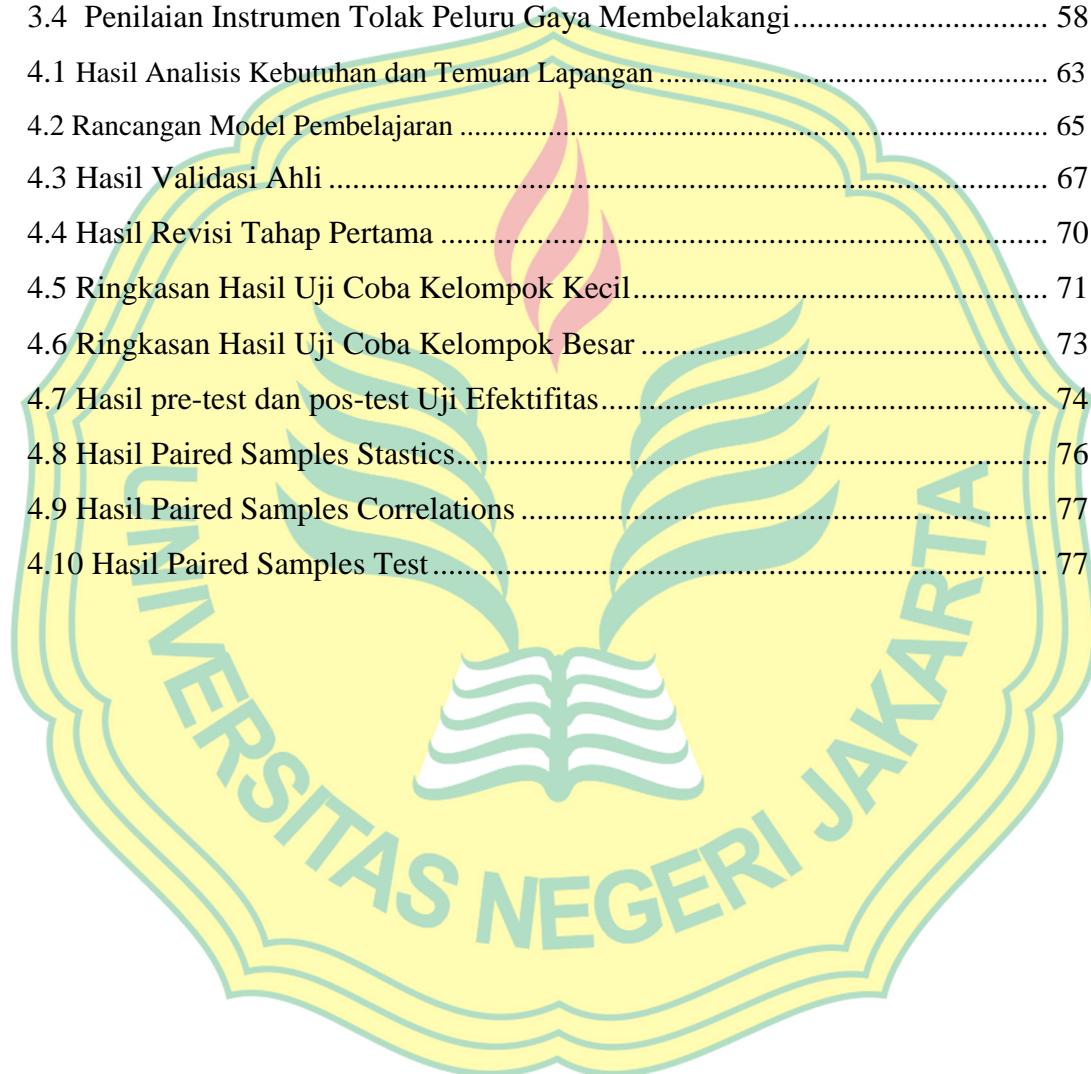 3.4  Penilaian Instrumen Tolak Peluru Gaya Membelakangi........................ 58
4.1 Hasil Analisis Kebutuhan dan Temuan Lapangan ........................................................ 63
4.2 Rancangan Model Pembelajaran ..................................................................................... 65
4.3 Hasil Validasi Ahli ........................................................................................ 67
4.4 Hasil Revisi Tahap Pertama .......................................................................... 70
4.5 Ringkasan Hasil Uji Coba Kelompok Kecil.................................................. 71
4.6 Ringkasan Hasil Uji Coba Kelompok Besar ................................................. 73
4.7 Hasil pre-test dan pos-test Uji Efektifitas...................................................... 74
4.8 Hasil Paired Samples Stastics........................................................................ 76
4.9 Hasil Paired Samples Correlations ................................................................ 77
4.10 Hasil Paired Samples Test........................................................................... 77
UNIVERSITAS NEGERI JAKARTA